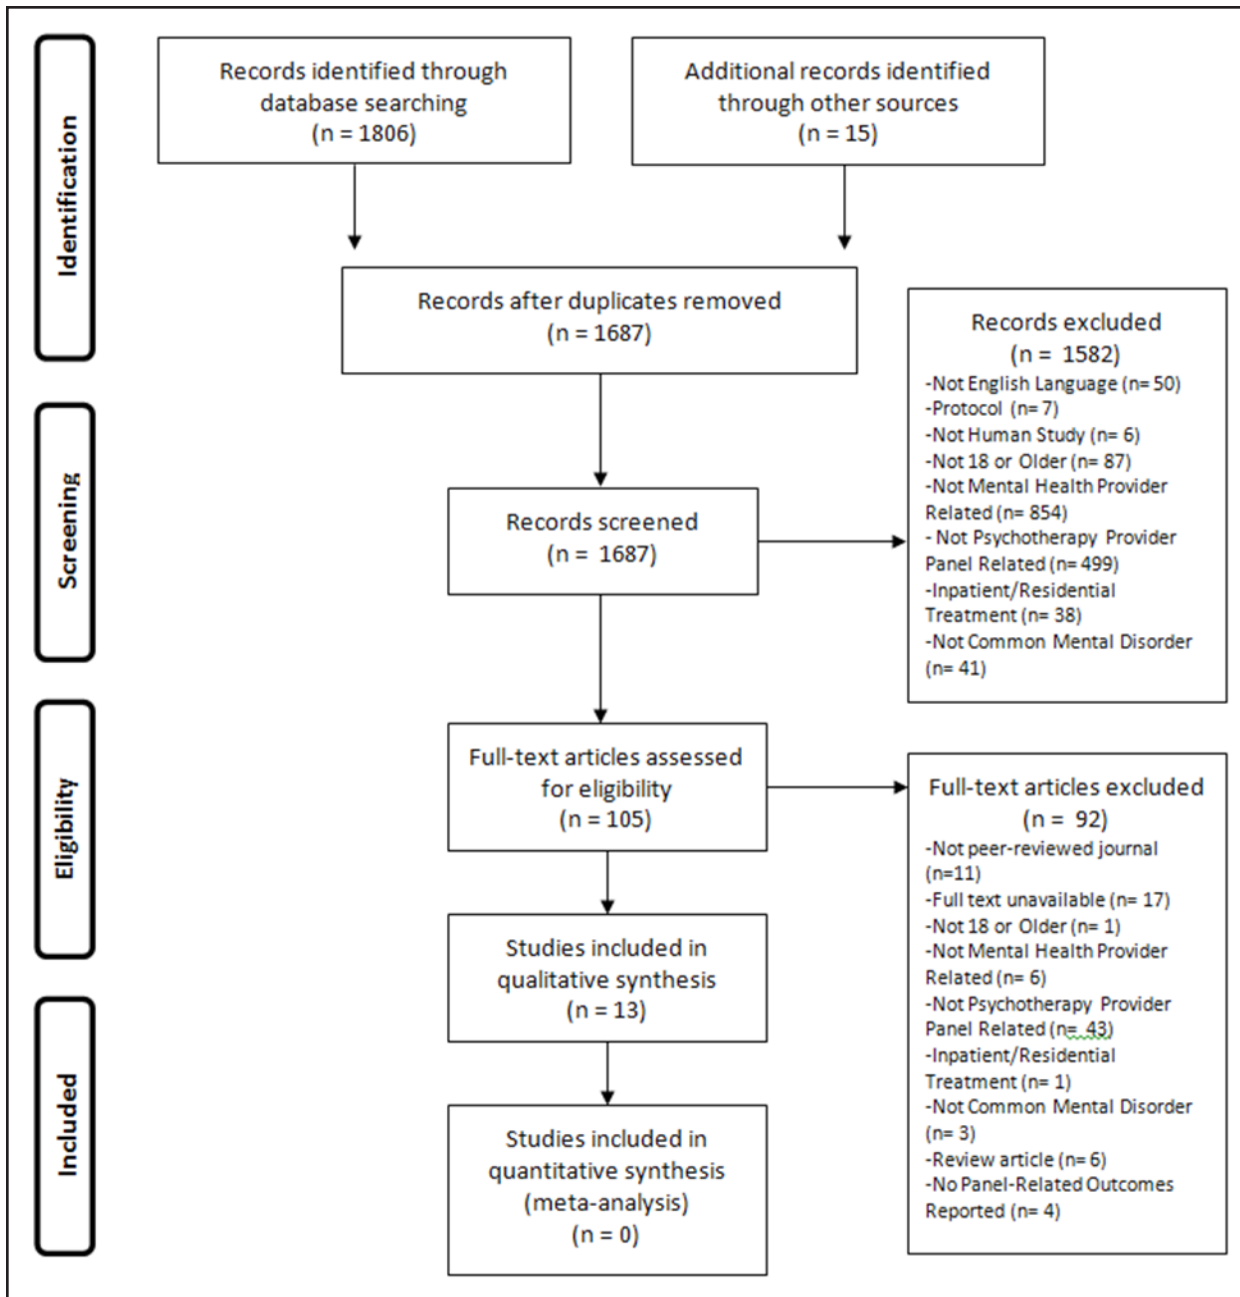 Identification
Records identified through
database searching
(n = 1806)
Additional records identified
through other sources
(n = 15)
Records after duplicates removed
(n = 1687)
Screening
Records screened
(n = 1687)
Records excluded
(n = 1582)
-Not English Language (n= 50)
-Protocol (n= 7)
-Not Human Study (n= 6)
-Not 18 or Older (n= 87)
-Not Mental Health Provider
Related (n= 854)
- Not Psychotherapy Provider
Panel Related (n= 499)
-Inpatient/Residential
Treatment (n= 38)
-Not Common Mental Disorder
(n= 41)
Eligibility
Full-text articles assessed
for eligibility
(n = 105)
Full-text articles excluded
(n = 92)
-Not peer-reviewed journal
(n=11)
-Full text unavailable (n= 17)
-Not 18 or Older (n= 1)
-Not Mental Health Provider
Related (n= 6)
-Not Psychotherapy Provider
Panel Related (n= 43)
-Inpatient/Residential
Treatment (n= 1)
-Not Common Mental Disorder
(n= 3)
-Review article (n= 6)
-No Panel-Related Outcomes
Reported (n= 4)
Studies included in
qualitative synthesis
(n = 13)
Included
Studies included in
quantitative synthesis
(meta-analysis)
(n = 0)